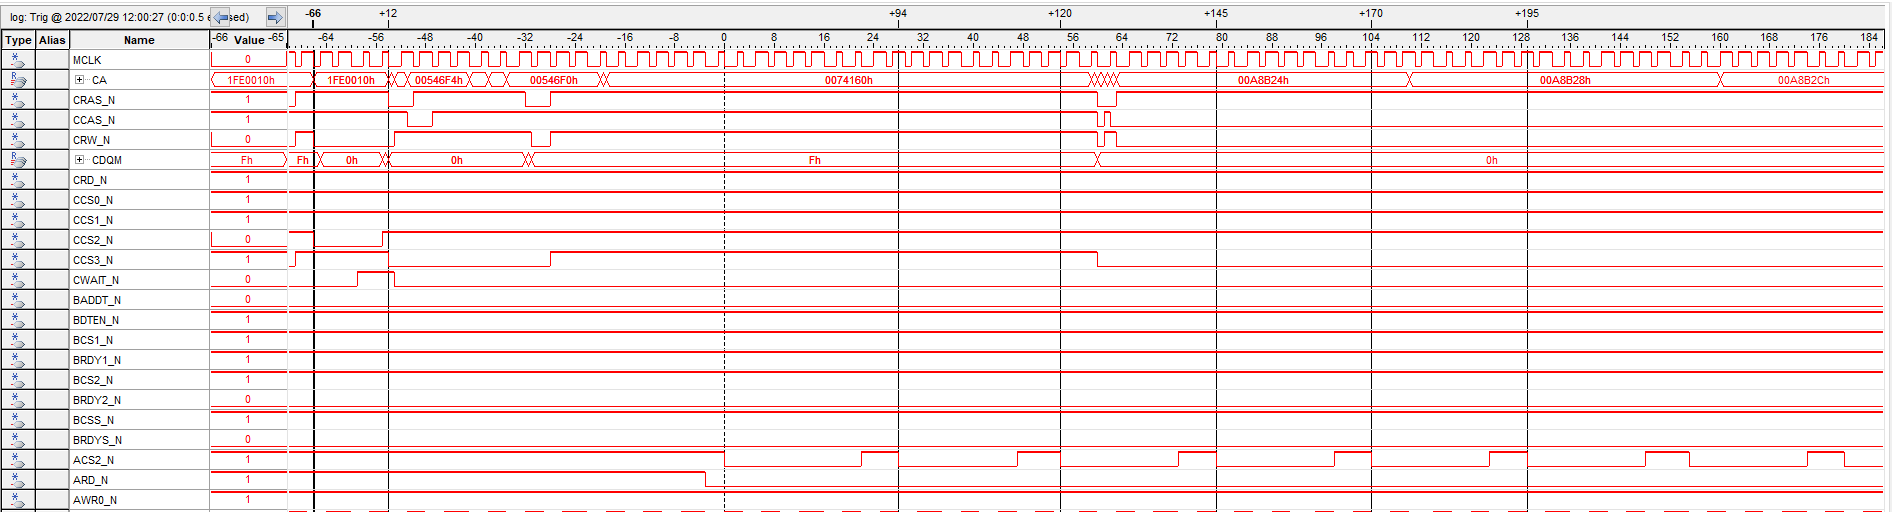 log: Trig @ 2022/07/29 12:00:27 (0:0:0.5 sed) -66 +12 +94 +120 +145 +170 +195
Type Alias Name -66 Value -65 -64 -56 -48 -40 -32 -24 -16 -8 0 8 16 24 32 40 48 56 64 72 80 88 96 104 112 120 128 136 144 152 160 168 176 184
MCLK 0
CA 1FE0010h 1FE0010h 00546F4h 00546F0h 0074160h 00A8B24h 00A8B28h 00A8B2Ch
CRAS_N 1
CCAS_N 1
CRW_N 0
CDQM Fh Fh 0h 0h Fh 0h
CRD_N 1
CCS0_N 1
CCS1_N 1
CCS2_N 0
CCS3_N 1
CWAIT_N 0
BADDT_N 0
BDTEN_N 1
BCS1_N 1
BRDY1_N 1
BCS2_N 1
BRDY2_N 0
BCSS_N 1
BRDYS_N 0
ACS2_N 1
ARD_N 1
AWR0_N 1